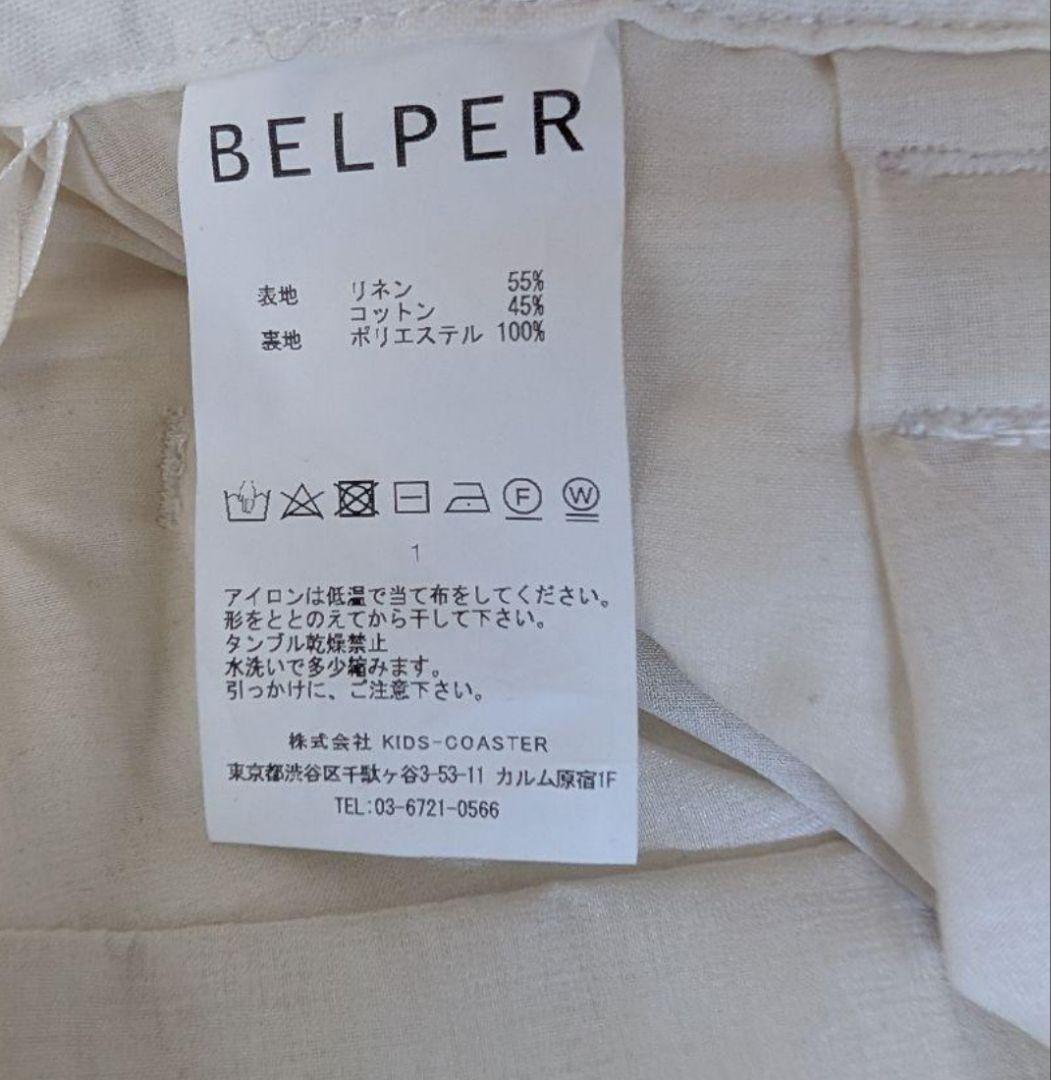 BELPER
表地 リネン 55%
コットン 45%
裏地 ポリエステル 100%
F W
1
アイロンは低温で当て布をしてください。
形をととのえてから干して下さい。
タンブル乾燥禁止
水洗いで多少縮みます。
引っかけに、ご注意下さい。
株式会社 KIDS-COASTER
東京都渋谷区千駄ヶ谷3-53-11 カルム原宿1F
TEL:03-6721-0566